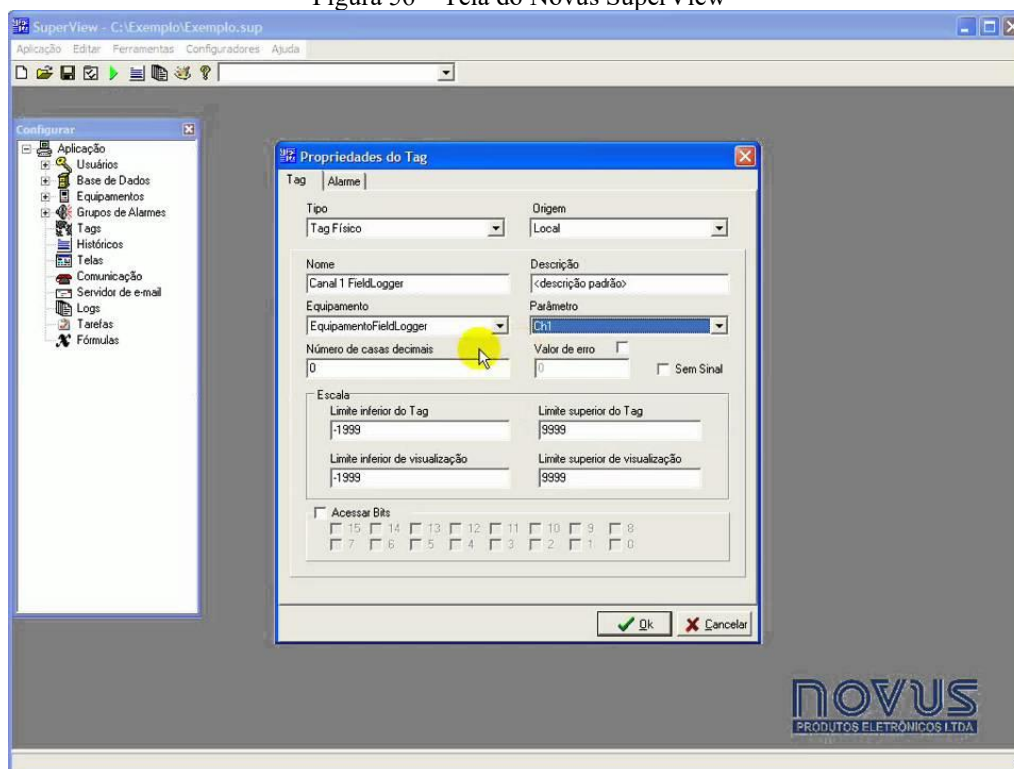 Figura 56 – Tela do Novus SuperView
SuperView - C:\Exemplo\Exemplo.sup
Aplicação Editar Ferramentas Configuradores Ajuda
Configurar
Aplicação
Usuários
Base de Dados
Equipamentos
Grupos de Alarmes
Tags
Históricos
Telas
Comunicação
Servidor de e-mail
Logs
Tarefas
Fórmulas
Propriedades do Tag
Tag Alarme
Tipo Origem
Tag Físico Local
Nome Descrição
Canal 1 FieldLogger <descrição padrão>
Equipamento Parâmetro
EquipamentoFieldLogger Ch1
Número de casas decimais Valor de erro
0 0 Sem Sinal
Escala
Limite inferior do Tag Limite superior do Tag
-1999 9999
Limite inferior de visualização Limite superior de visualização
-1999 9999
Acessar Bits
15 14 13 12 11 10 9 8
7 6 5 4 3 2 1 0
Ok Cancelar
novus
PRODUTOS ELETRÔNICOS LTDA